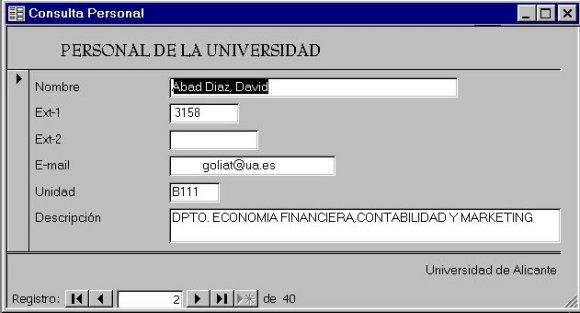 Consulta Personal
PERSONAL DE LA UNIVERSIDAD
Nombre Abad Diaz, David
Ext-1 3158
Ext-2
E-mail goliat@ua.es
Unidad B111
Descripción DPTO. ECONOMIA FINANCIERA,CONTABILIDAD Y MARKETING
Universidad de Alicante
Registro: 2 de 40